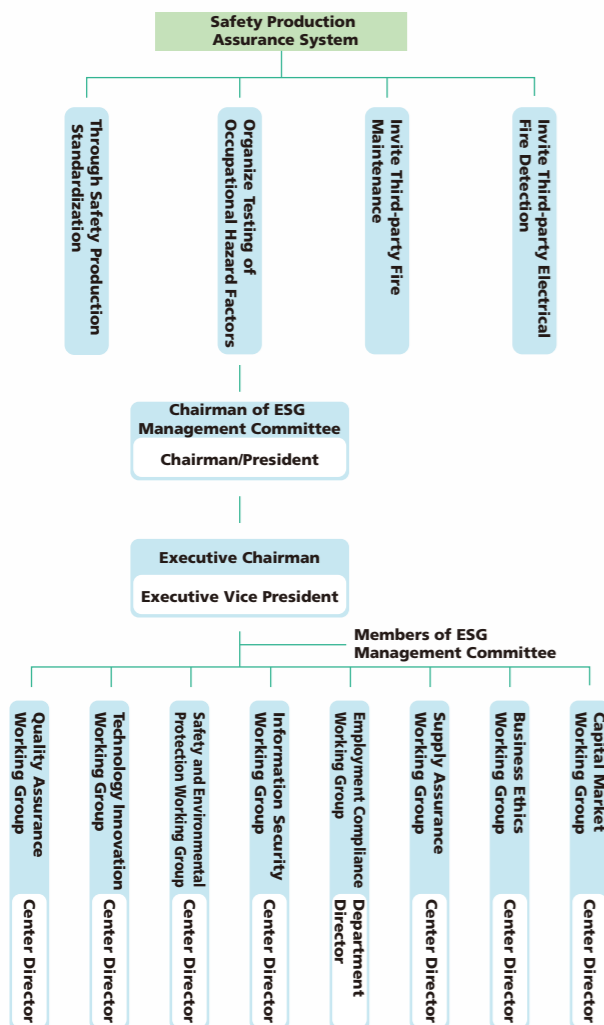 Safety Production
Assurance System
Through Safety Production
Standardization
Organize Testing of
Occupational Hazard Factors
Invite Third-party Fire
Maintenance
Invite Third-party Electrical
Fire Detection
Chairman of ESG
Management Committee
Chairman/President
Executive Chairman
Executive Vice President
Members of ESG
Management Committee
Quality Assurance
Working Group
Center Director
Technology Innovation
Working Group
Center Director
Safety and Environmental
Protection Working Group
Center Director
Information Security
Working Group
Center Director
Employment Compliance
Working Group
Department
Director
Supply Assurance
Working Group
Center Director
Business Ethics
Working Group
Center Director
Capital Market
Working Group
Center Director